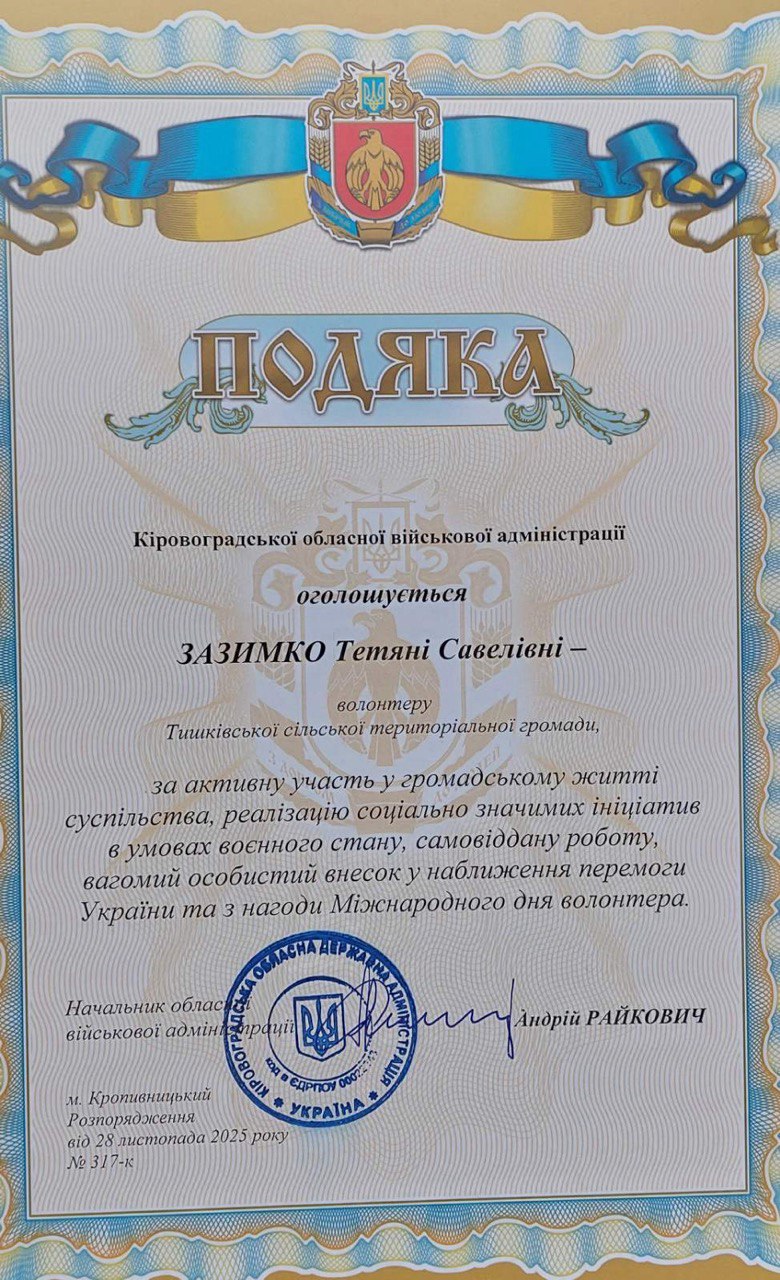 ПОДЯКА
Кіровоградської обласної військової адміністрації
оголошується
ЗАЗИМКО Тетяні Савелівні –
волонтеру
Тишківської сільської територіальної громади,
за активну участь у громадському житті
суспільства, реалізацію соціально значимих ініціатив
в умовах воєнного стану, самовіддану роботу,
вагомий особистий внесок у наближення перемоги
України та з нагоди Міжнародного дня волонтера.
Начальник обласної
військової адміністрації
Андрій РАЙКОВИЧ
КІРОВОГРАДСЬКА ОБЛАСНА ДЕРЖАВНА АДМІНІСТРАЦІЯ
код в ЄДРПОУ
* УКРАЇНА *
м. Кропивницький
Розпорядження
від 28 листопада 2025 року
№ 317-к